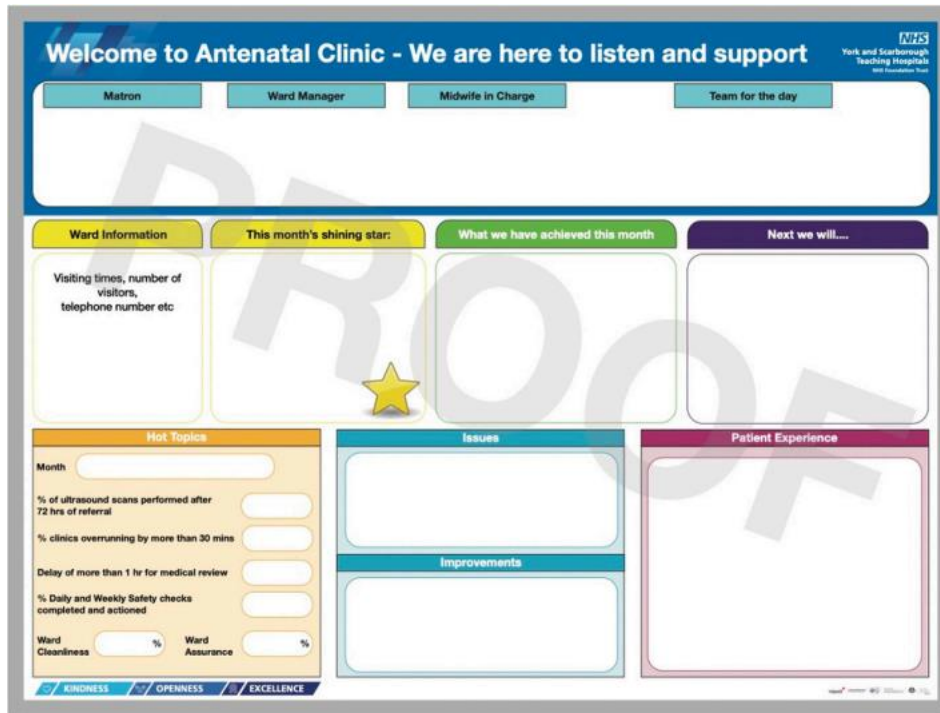 Welcome to Antenatal Clinic - We are here to listen and support
NHS
York and Scarborough
Teaching Hospitals
NHS Foundation Trust
Matron
Ward Manager
Midwife in Charge
Team for the day
Ward Information
This month's shining star:
What we have achieved this month
Next we will....
Visiting times, number of
visitors,
telephone number etc
PROOF
Hot Topics
Month
% of ultrasound scans performed after
72 hrs of referral
% clinics overrunning by more than 30 mins
Delay of more than 1 hr for medical review
% Daily and Weekly Safety checks
completed and actioned
Ward
Cleanliness
%
Ward
Assurance
%
Issues
Improvements
Patient Experience
KINDNESS
OPENNESS
EXCELLENCE